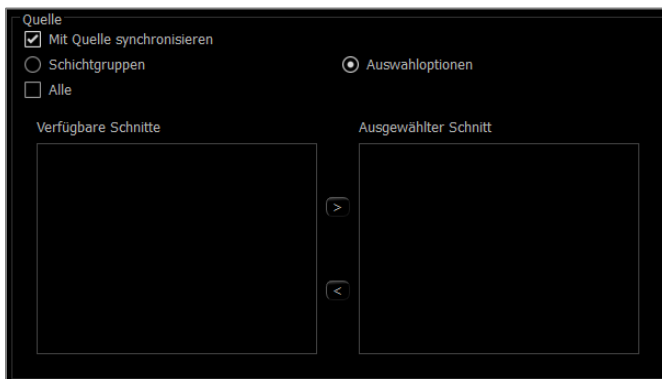 Quelle
Mit Quelle synchronisieren
Schichtgruppen
Auswahloptionen
Alle
Verfügbare Schnitte
Ausgewählter Schnitt
>
<